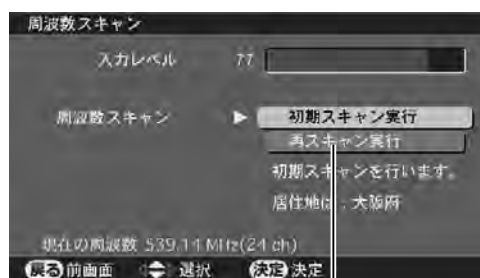 周波数スキャン
入力レベル 77
周波数スキャン ▶ 初期スキャン実行
再スキャン実行
初期スキャンを行います。
居住地は：大阪府
現在の周波数 539.14 MHz(24 ch)
戻る 前画面 選択 決定 決定